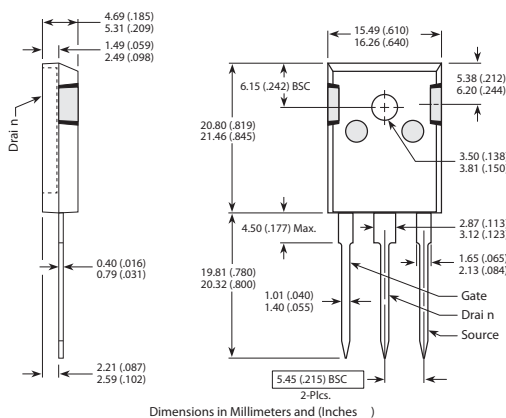 4.69 (.185)
5.31 (.209)
1.49 (.059)
2.49 (.098)
Drai n
15.49 (.610)
16.26 (.640)
6.15 (.242) BSC
5.38 (.212)
6.20 (.244)
20.80 (.819)
21.46 (.845)
3.50 (.138)
3.81 (.150)
4.50 (.177) Max.
2.87 (.113)
3.12 (.123)
0.40 (.016)
0.79 (.031)
19.81 (.780)
20.32 (.800)
1.65 (.065)
2.13 (.084)
1.01 (.040)
1.40 (.055)
Gate
Drai n
Source
2.21 (.087)
2.59 (.102)
5.45 (.215) BSC
2-Plcs.
Dimensions in Millimeters and (Inches )